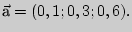 a⃗ = (0, 1; 0, 3; 0, 6).